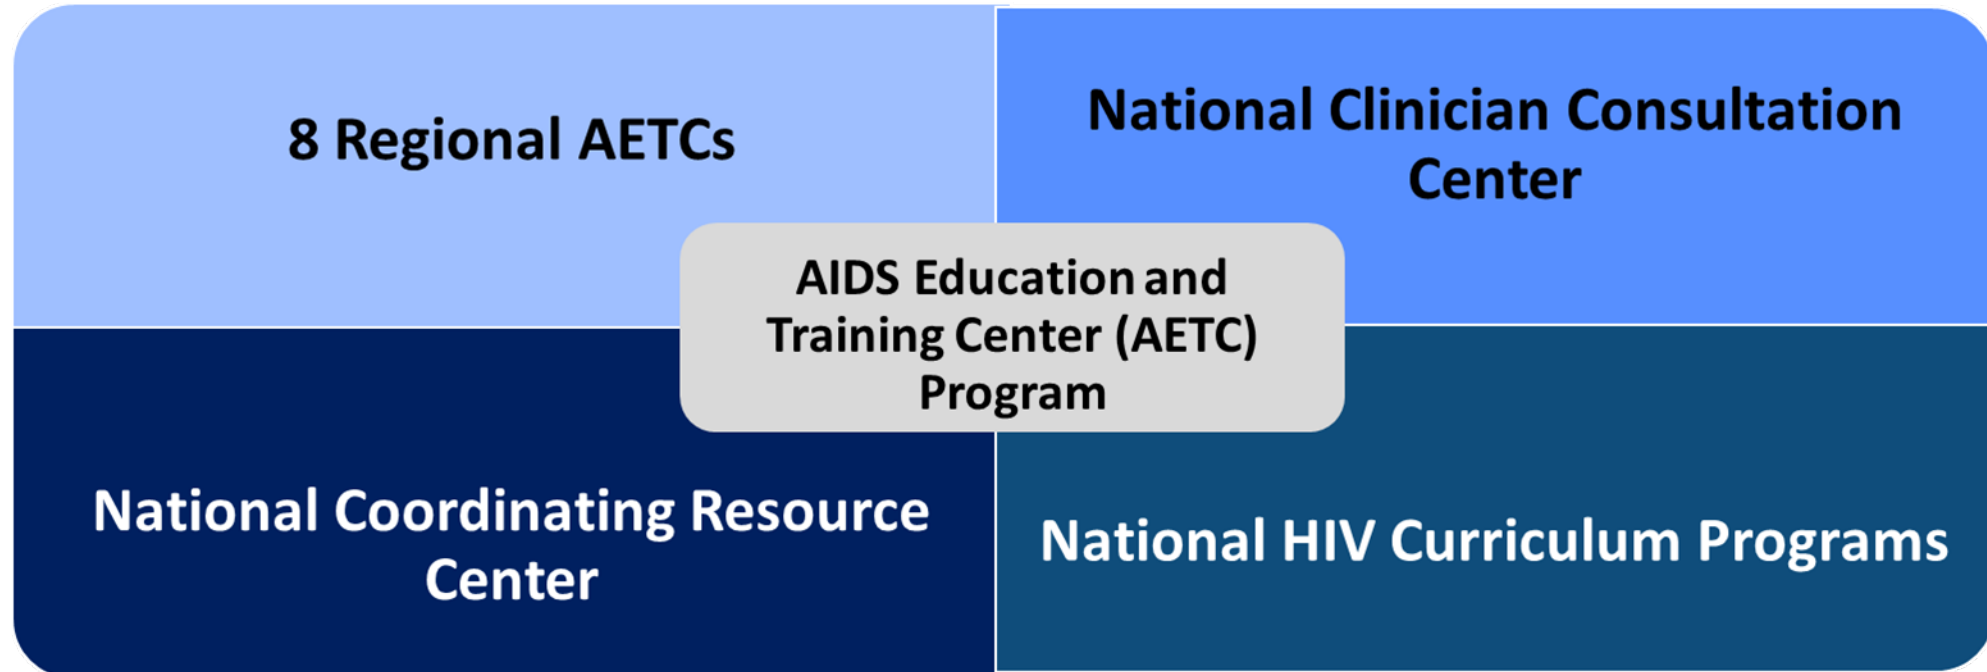 8 Regional AETCs
National Clinician Consultation
Center
AIDS Education and
Training Center (AETC)
Program
National Coordinating Resource
Center
National HIV Curriculum Programs